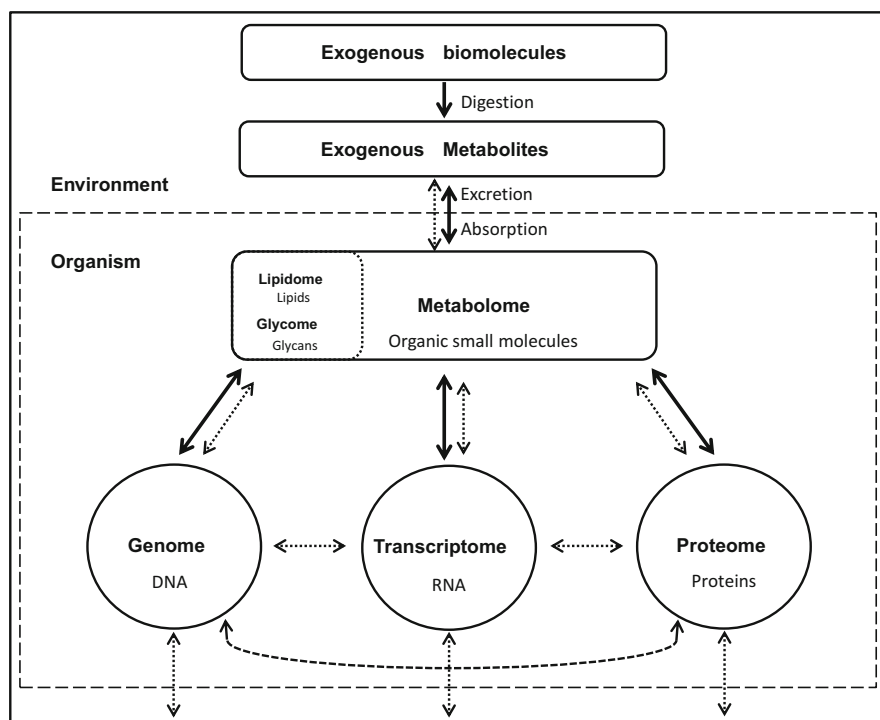 Exogenous biomolecules
Digestion
Exogenous Metabolites
Environment
Excretion
Absorption
Organism
Lipidome
Lipids
Glycome
Glycans
Metabolome
Organic small molecules
Genome
DNA
Transcriptome
RNA
Proteome
Proteins